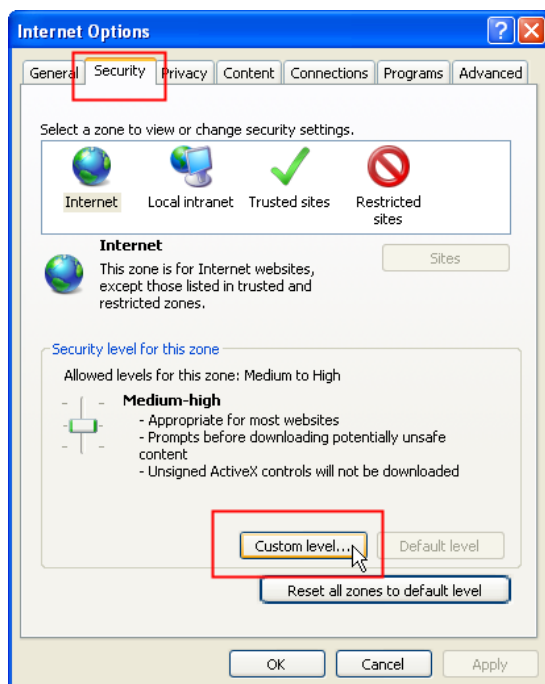 Internet Options
General Security Privacy Content Connections Programs Advanced
Select a zone to view or change security settings.
Internet Local intranet Trusted sites Restricted
sites
Internet
This zone is for Internet websites,
except those listed in trusted and
restricted zones.
Sites
Security level for this zone
Allowed levels for this zone: Medium to High
Medium-high
- Appropriate for most websites
- Prompts before downloading potentially unsafe
content
- Unsigned ActiveX controls will not be downloaded
Custom level... Default level
Reset all zones to default level
OK Cancel Apply